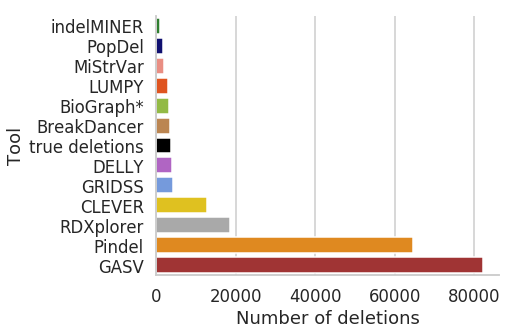 indelMINER
PopDel
MiStrVar
LUMPY
BioGraph*
BreakDancer
true deletions
DELLY
GRIDSS
CLEVER
RDXplorer
Pindel
GASV
Tool
0 20000 40000 60000 80000
Number of deletions